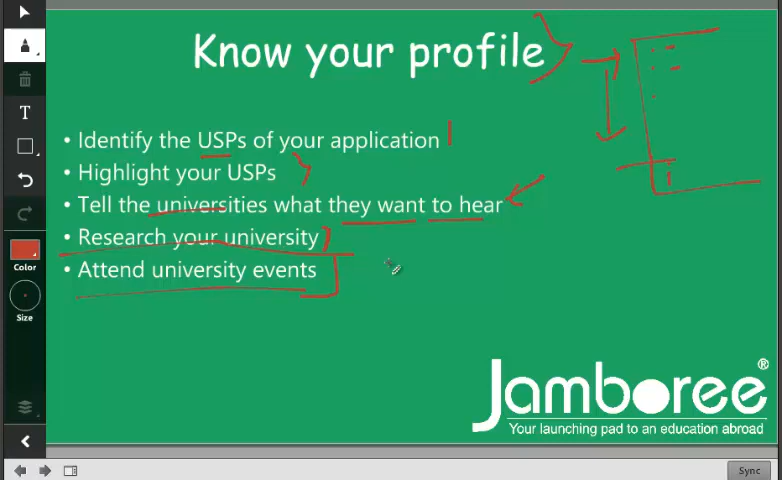 Know your profile
T
• Identify the USPs of your application
• Highlight your USPs
• Tell the universities what they want to hear
• Research your university
• Attend university events
Color
Size
Jamboree®
Your launching pad to an education abroad
Sync